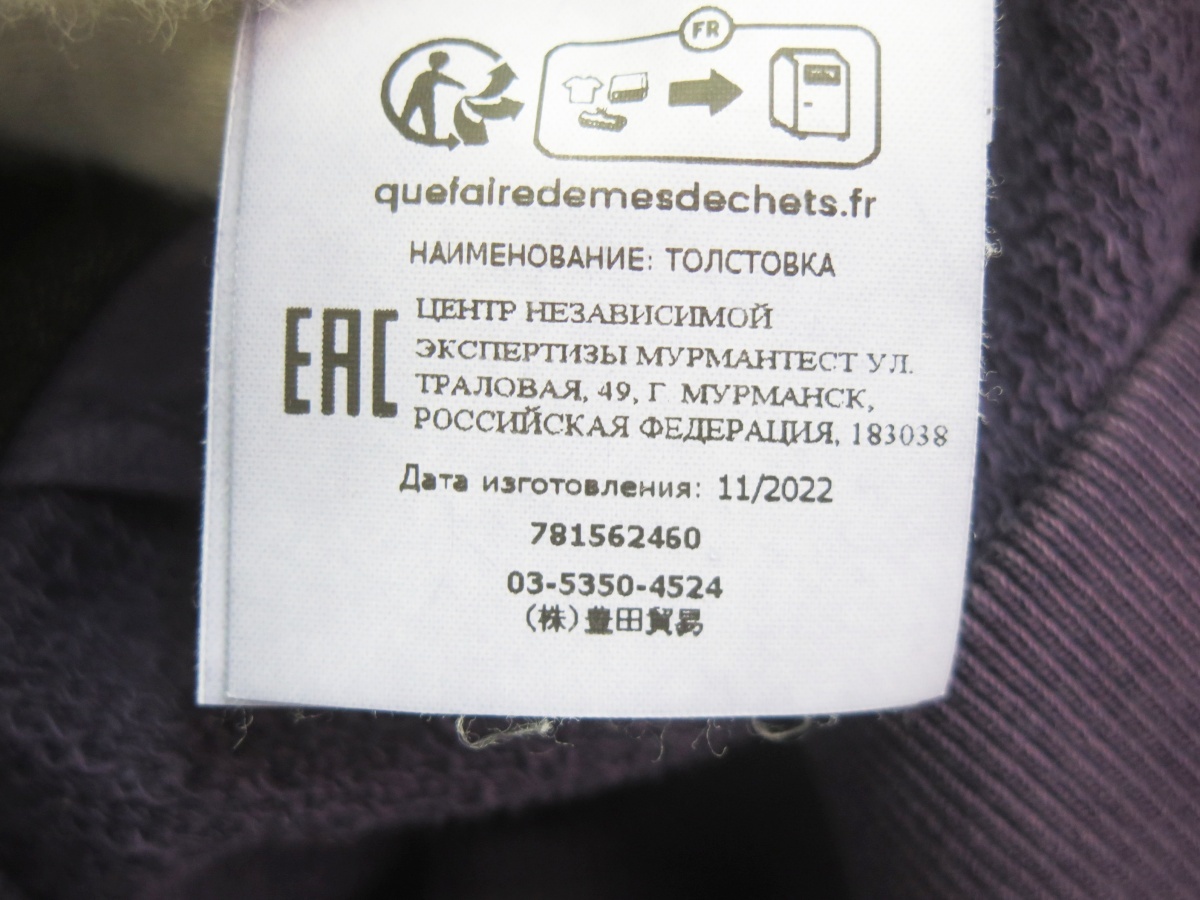 FR
quefairedemesdechets.fr
НАИМЕНОВАНИЕ: ТОЛСТОВКА
EAC
ЦЕНТР НЕЗАВИСИМОЙ
ЭКСПЕРТИЗЫ МУРМАНТЕСТ УЛ.
ТРАЛОВАЯ, 49, Г МУРМАНСК,
РОССИЙСКАЯ ФЕДЕРАЦИЯ, 183038
Дата изготовления: 11/2022
781562460
03-5350-4524
(株)豊田貿易